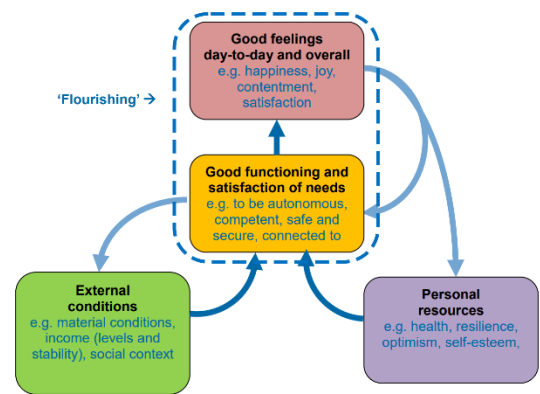 Good feelings
day-to-day and overall
e.g. happiness, joy,
contentment,
satisfaction
‘Flourishing’ →
Good functioning and
satisfaction of needs
e.g. to be autonomous,
competent, safe and
secure, connected to
External
conditions
e.g. material conditions,
income (levels and
stability), social context
Personal
resources
e.g. health, resilience,
optimism, self-esteem,